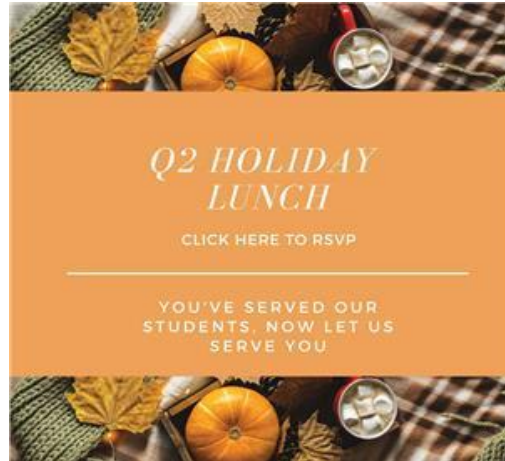 Q2 HOLIDAY
LUNCH
CLICK HERE TO RSVP
YOU'VE SERVED OUR
STUDENTS, NOW LET US
SERVE YOU